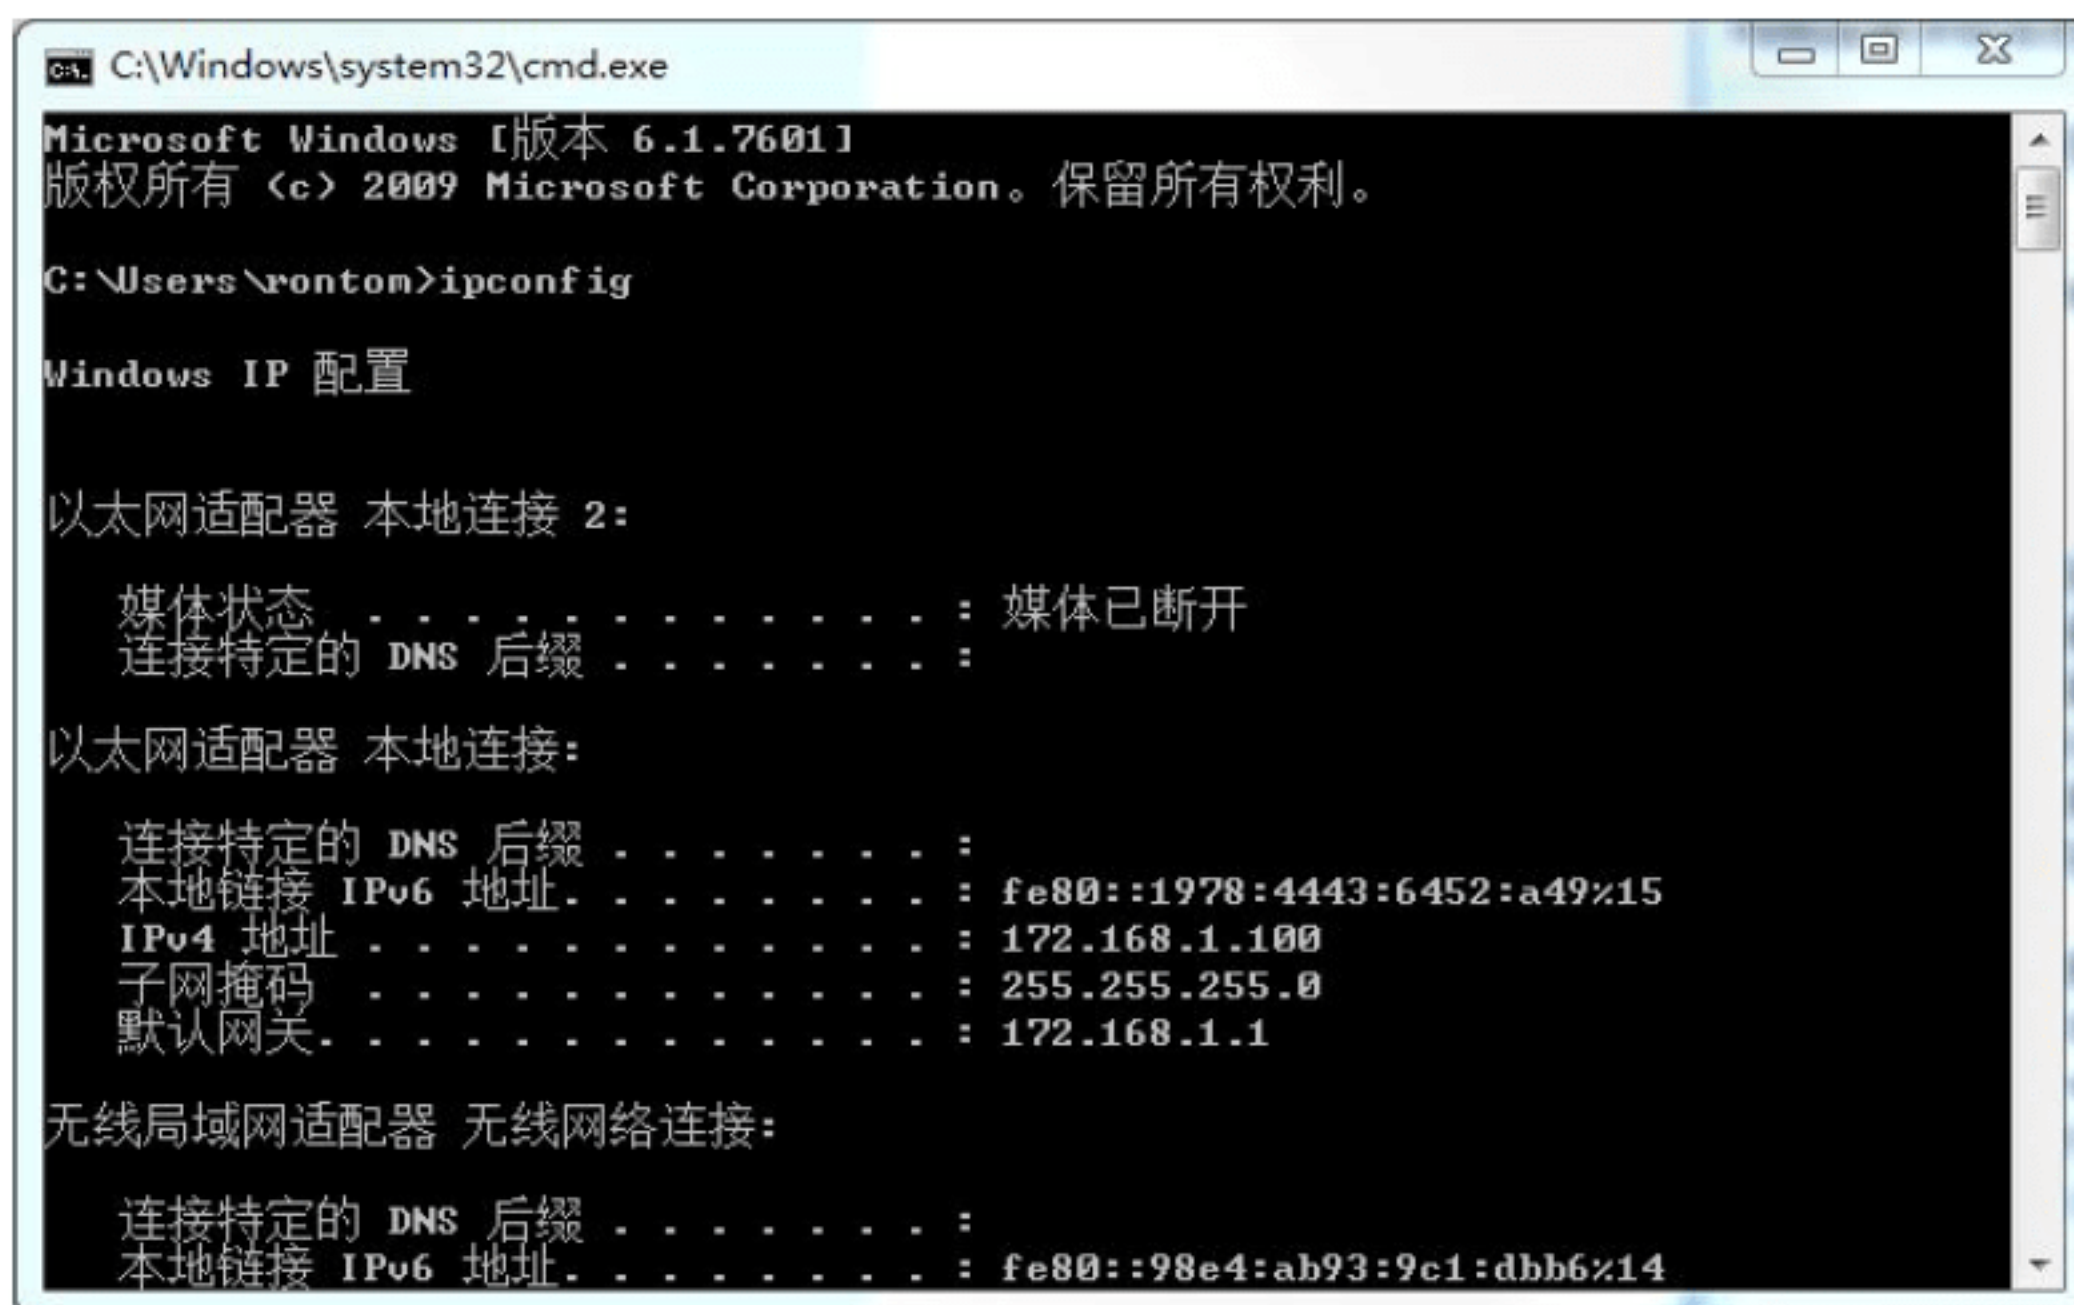 C:\Windows\system32\cmd.exe
Microsoft Windows [版本 6.1.7601]
版权所有 (c) 2009 Microsoft Corporation。保留所有权利。
C:\Users\rontom>ipconfig
Windows IP 配置
以太网适配器 本地连接 2:
媒体状态 . . . . . . . . . . . . : 媒体已断开
连接特定的 DNS 后缀 . . . . . . . :
以太网适配器 本地连接:
连接特定的 DNS 后缀 . . . . . . . :
本地链接 IPv6 地址. . . . . . . . : fe80::1978:4443:6452:a49%15
IPv4 地址 . . . . . . . . . . . . : 172.168.1.100
子网掩码 . . . . . . . . . . . . : 255.255.255.0
默认网关. . . . . . . . . . . . . : 172.168.1.1
无线局域网适配器 无线网络连接:
连接特定的 DNS 后缀 . . . . . . . :
本地链接 IPv6 地址. . . . . . . . : fe80::98e4:ab93:9c1:dbb6%14